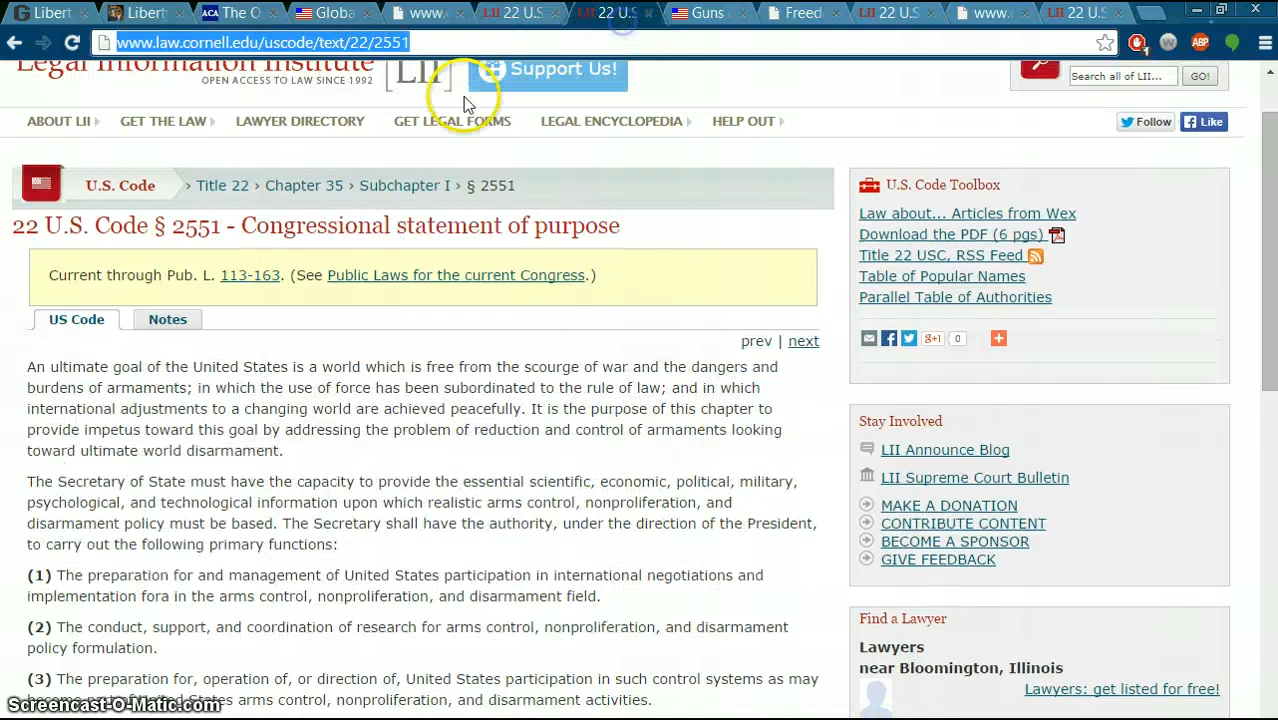 Libert
Libert
ACA The O
Globa
www.
LII 22 U.S
LII 22 U.S
Guns
Freed
LII 22 U.S
www.
LII 22 U.S
www.law.cornell.edu/uscode/text/22/2551
ABP
Legal Information Institute
OPEN ACCESS TO LAW SINCE 1992
[LII]
Support Us!
Search all of LII...
GO!
ABOUT LII
GET THE LAW
LAWYER DIRECTORY
GET LEGAL FORMS
LEGAL ENCYCLOPEDIA
HELP OUT
Follow
Like
U.S. Code › Title 22 › Chapter 35 › Subchapter I › § 2551
22 U.S. Code § 2551 - Congressional statement of purpose
Current through Pub. L. 113-163. (See Public Laws for the current Congress.)
US Code
Notes
prev | next
An ultimate goal of the United States is a world which is free from the scourge of war and the dangers and
burdens of armaments; in which the use of force has been subordinated to the rule of law; and in which
international adjustments to a changing world are achieved peacefully. It is the purpose of this chapter to
provide impetus toward this goal by addressing the problem of reduction and control of armaments looking
toward ultimate world disarmament.
The Secretary of State must have the capacity to provide the essential scientific, economic, political, military,
psychological, and technological information upon which realistic arms control, nonproliferation, and
disarmament policy must be based. The Secretary shall have the authority, under the direction of the President,
to carry out the following primary functions:
(1) The preparation for and management of United States participation in international negotiations and
implementation fora in the arms control, nonproliferation, and disarmament field.
(2) The conduct, support, and coordination of research for arms control, nonproliferation, and disarmament
policy formulation.
(3) The preparation for, operation of, or direction of, United States participation in such control systems as may
become part of United States arms control, nonproliferation, and disarmament activities.
U.S. Code Toolbox
Law about... Articles from Wex
Download the PDF (6 pgs)
Title 22 USC, RSS Feed
Table of Popular Names
Parallel Table of Authorities
g+1
0
Stay Involved
LII Announce Blog
LII Supreme Court Bulletin
MAKE A DONATION
CONTRIBUTE CONTENT
BECOME A SPONSOR
GIVE FEEDBACK
Find a Lawyer
Lawyers
near Bloomington, Illinois
Lawyers: get listed for free!
Screencast-O-Matic.com